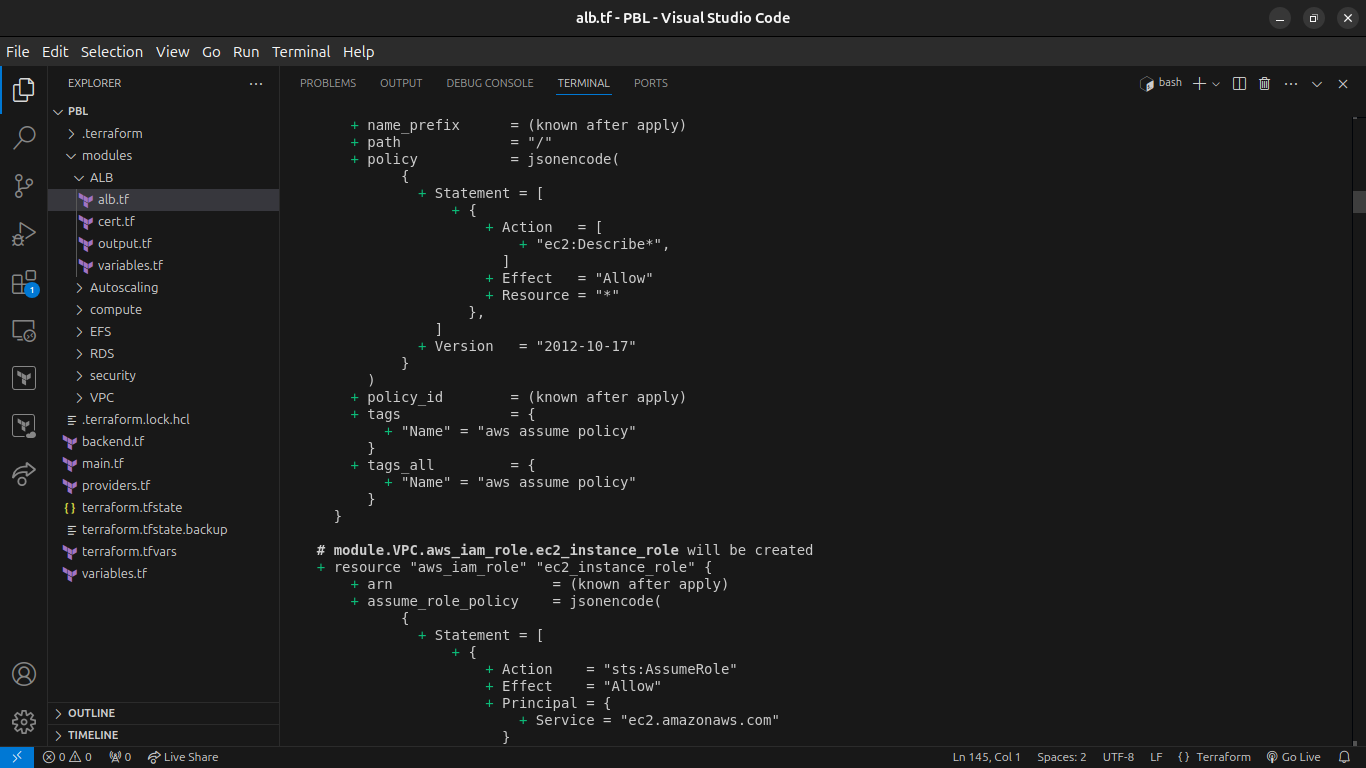 alb.tf - PBL - Visual Studio Code
File Edit Selection View Go Run Terminal Help
EXPLORER
PBL
.terraform
modules
ALB
alb.tf
cert.tf
output.tf
variables.tf
Autoscaling
compute
EFS
RDS
security
VPC
.terraform.lock.hcl
backend.tf
main.tf
providers.tf
{} terraform.tfstate
terraform.tfstate.backup
terraform.tfvars
variables.tf
OUTLINE
TIMELINE
1
PROBLEMS OUTPUT DEBUG CONSOLE TERMINAL PORTS
bash
+ name_prefix      = (known after apply)
+ path             = "/"
+ policy           = jsonencode(
{
+ Statement = [
+ {
+ Action   = [
+ "ec2:Describe*",
]
+ Effect   = "Allow"
+ Resource = "*"
},
]
+ Version   = "2012-10-17"
}
)
+ policy_id        = (known after apply)
+ tags             = {
+ "Name" = "aws assume policy"
}
+ tags_all         = {
+ "Name" = "aws assume policy"
}
}
# module.VPC.aws_iam_role.ec2_instance_role will be created
+ resource "aws_iam_role" "ec2_instance_role" {
+ arn                   = (known after apply)
+ assume_role_policy    = jsonencode(
{
+ Statement = [
+ {
+ Action    = "sts:AssumeRole"
+ Effect    = "Allow"
+ Principal = {
+ Service = "ec2.amazonaws.com"
}
0 0 0 Live Share Ln 145, Col 1 Spaces: 2 UTF-8 LF {} Terraform Go Live